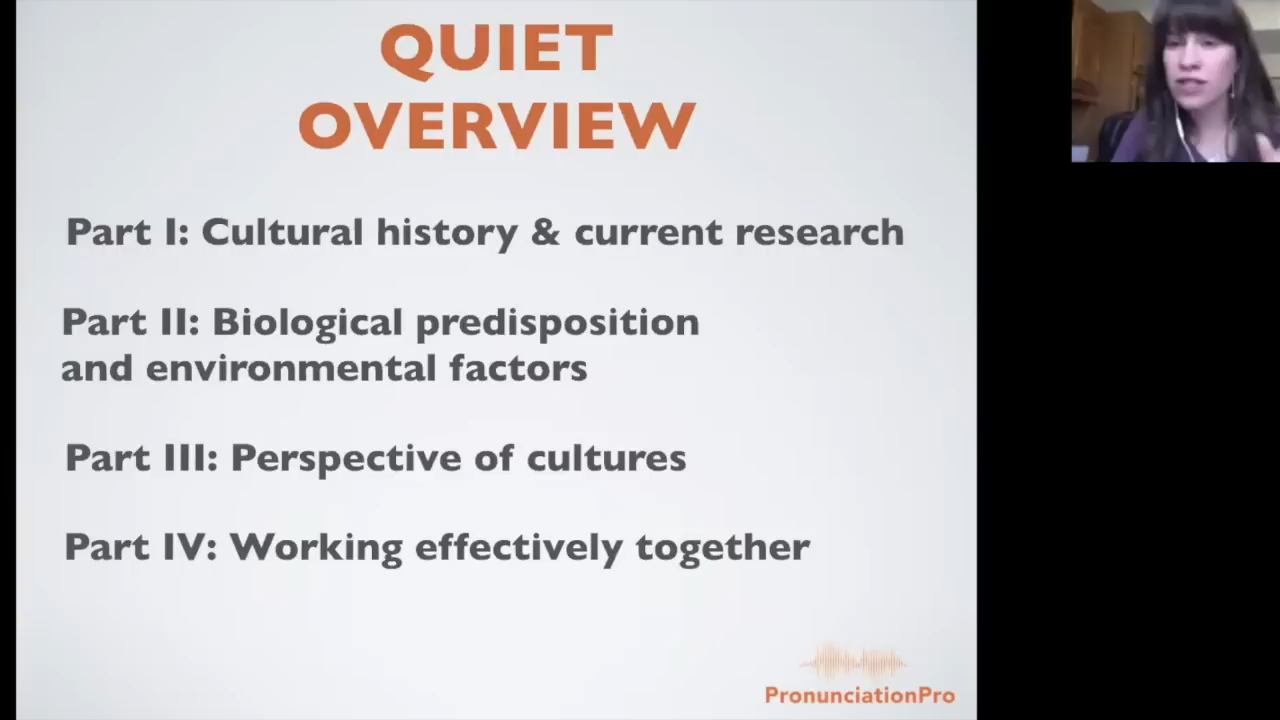 QUIET
OVERVIEW
Part I: Cultural history & current research
Part II: Biological predisposition
and environmental factors
Part III: Perspective of cultures
Part IV: Working effectively together
PronunciationPro